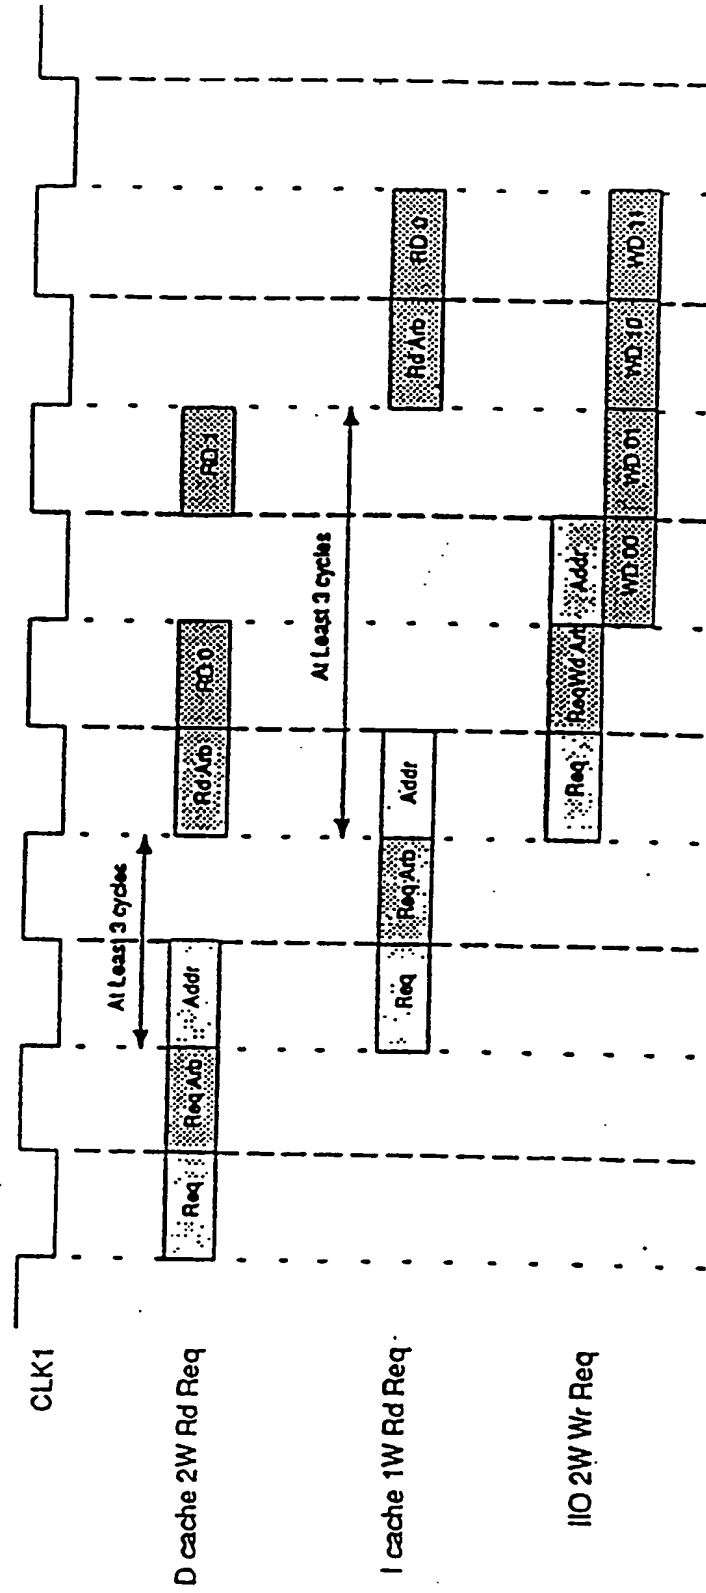 CLK1
D cache 2W Rd Req
Req
Req Arb
Addr
At Least 3 cycles
Rd Arb
RD 0
RD 1
I cache 1W Rd Req
Req
Req Arb
Addr
At Least 3 cycles
Rd Arb
RD 0
IIO 2W Wr Req
Req
ReqWd Arb
Addr
WD 00
WD 01
WD 10
WD 11